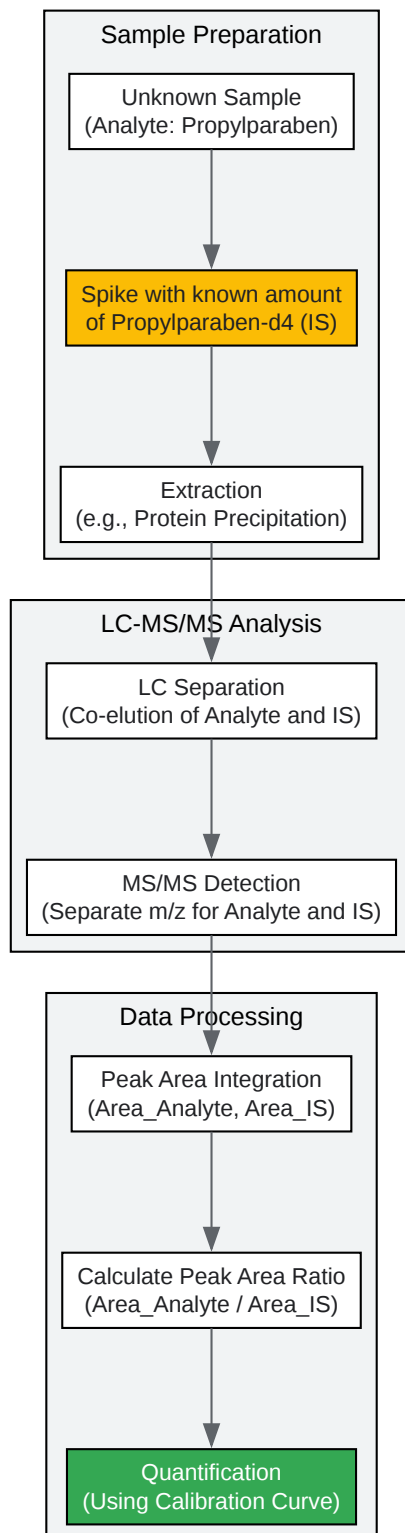 Sample Preparation
Unknown Sample
(Analyte: Propylparaben)
Spike with known amount
of Propylparaben-d4 (IS)
Extraction
(e.g., Protein Precipitation)
LC-MS/MS Analysis
LC Separation
(Co-elution of Analyte and IS)
MS/MS Detection
(Separate m/z for Analyte and IS)
Data Processing
Peak Area Integration
(Area_Analyte, Area_IS)
Calculate Peak Area Ratio
(Area_Analyte / Area_IS)
Quantification
(Using Calibration Curve)